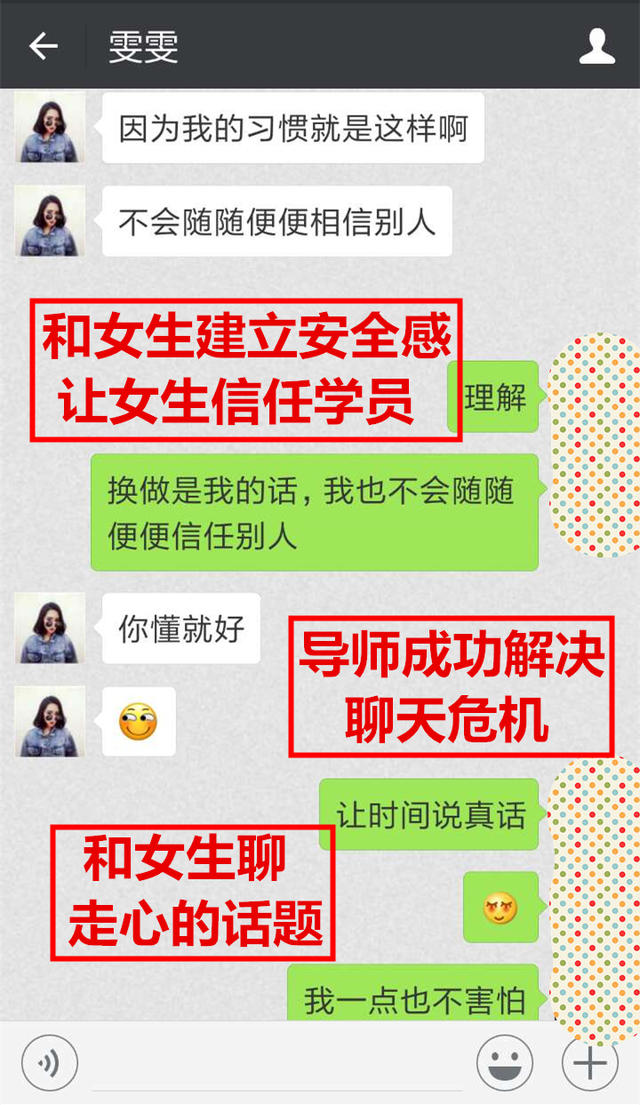 雯雯
因为我的习惯就是这样啊
不会随随便便相信别人
和女生建立安全感
让女生信任学员
理解
换做是我的话，我也不会随随
便便信任别人
你懂就好
导师成功解决
聊天危机
让时间说真话
和女生聊
走心的话题
我一点也不害怕